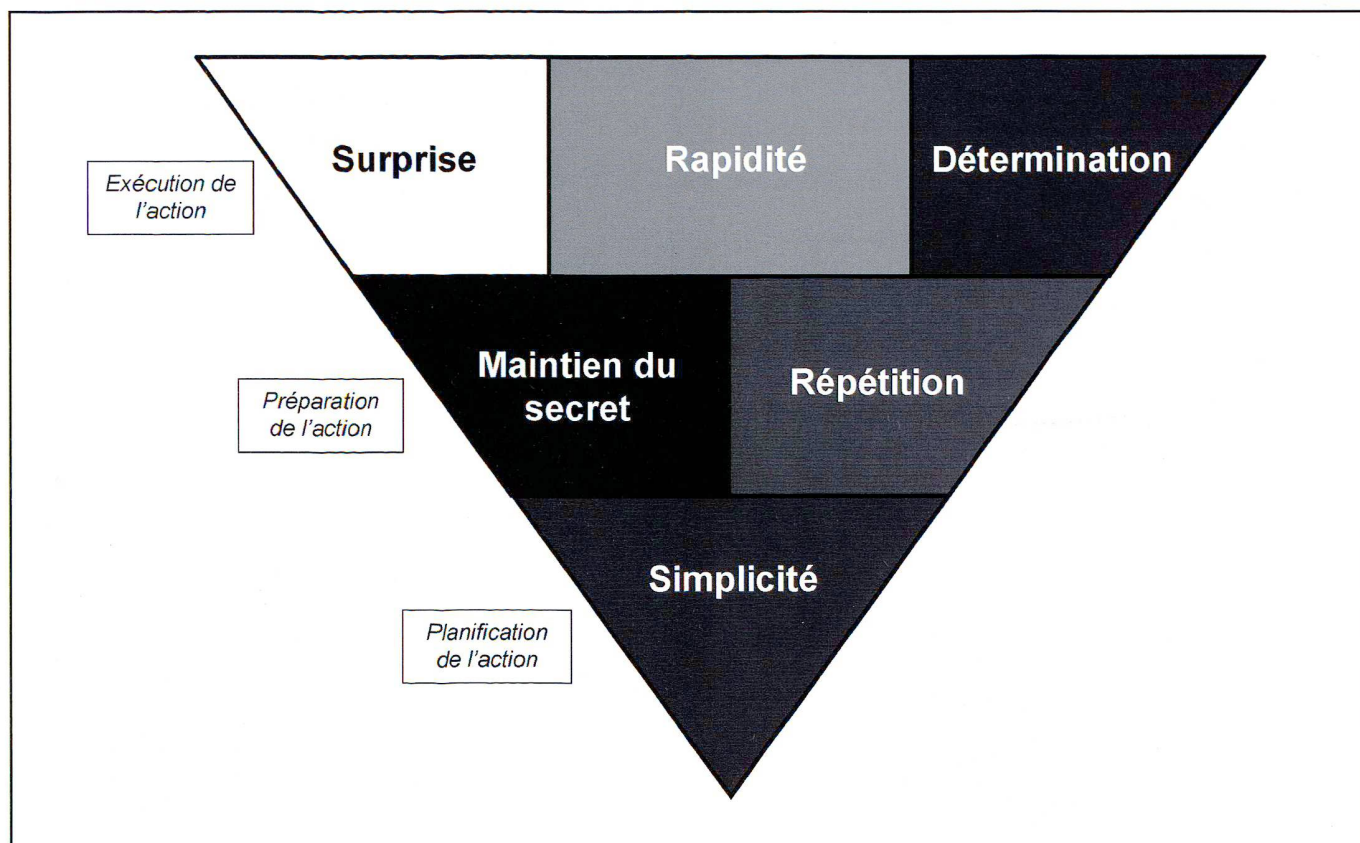 Surprise
Rapidité
Détermination
Exécution de
l'action
Maintien du
secret
Répétition
Préparation
de l'action
Simplicité
Planification
de l'action